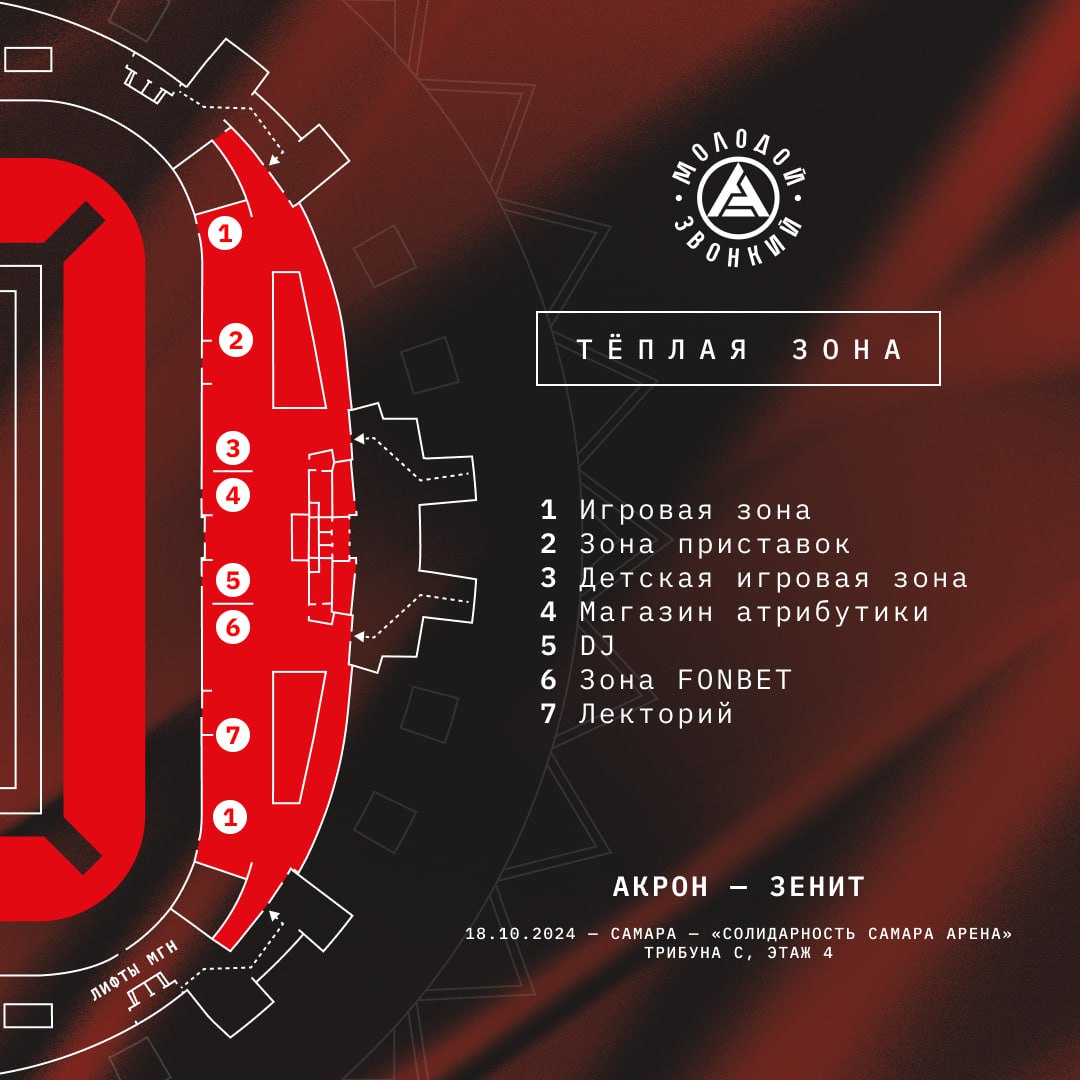 МОЛОДОЙ
ЗВОНКИЙ
ТЁПЛАЯ ЗОНА
1 Игровая зона
2 Зона приставок
3 Детская игровая зона
4 Магазин атрибутики
5 DJ
6 Зона FONBET
7 Лекторий
АКРОН — ЗЕНИТ
18.10.2024 — САМАРА — «СОЛИДАРНОСТЬ САМАРА АРЕНА»
ТРИБУНА С, ЭТАЖ 4
1
2
3
4
5
6
7
1
ЛИФТЫ МГН